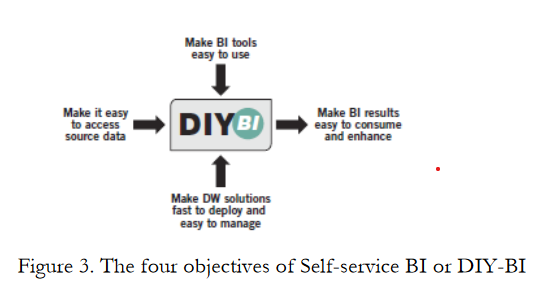 Make BI tools
easy to use
Make it easy
to access
source data
DIY BI
Make BI results
easy to consume
and enhance
Make DW solutions
fast to deploy and
easy to manage
Figure 3. The four objectives of Self-service BI or DIY-BI